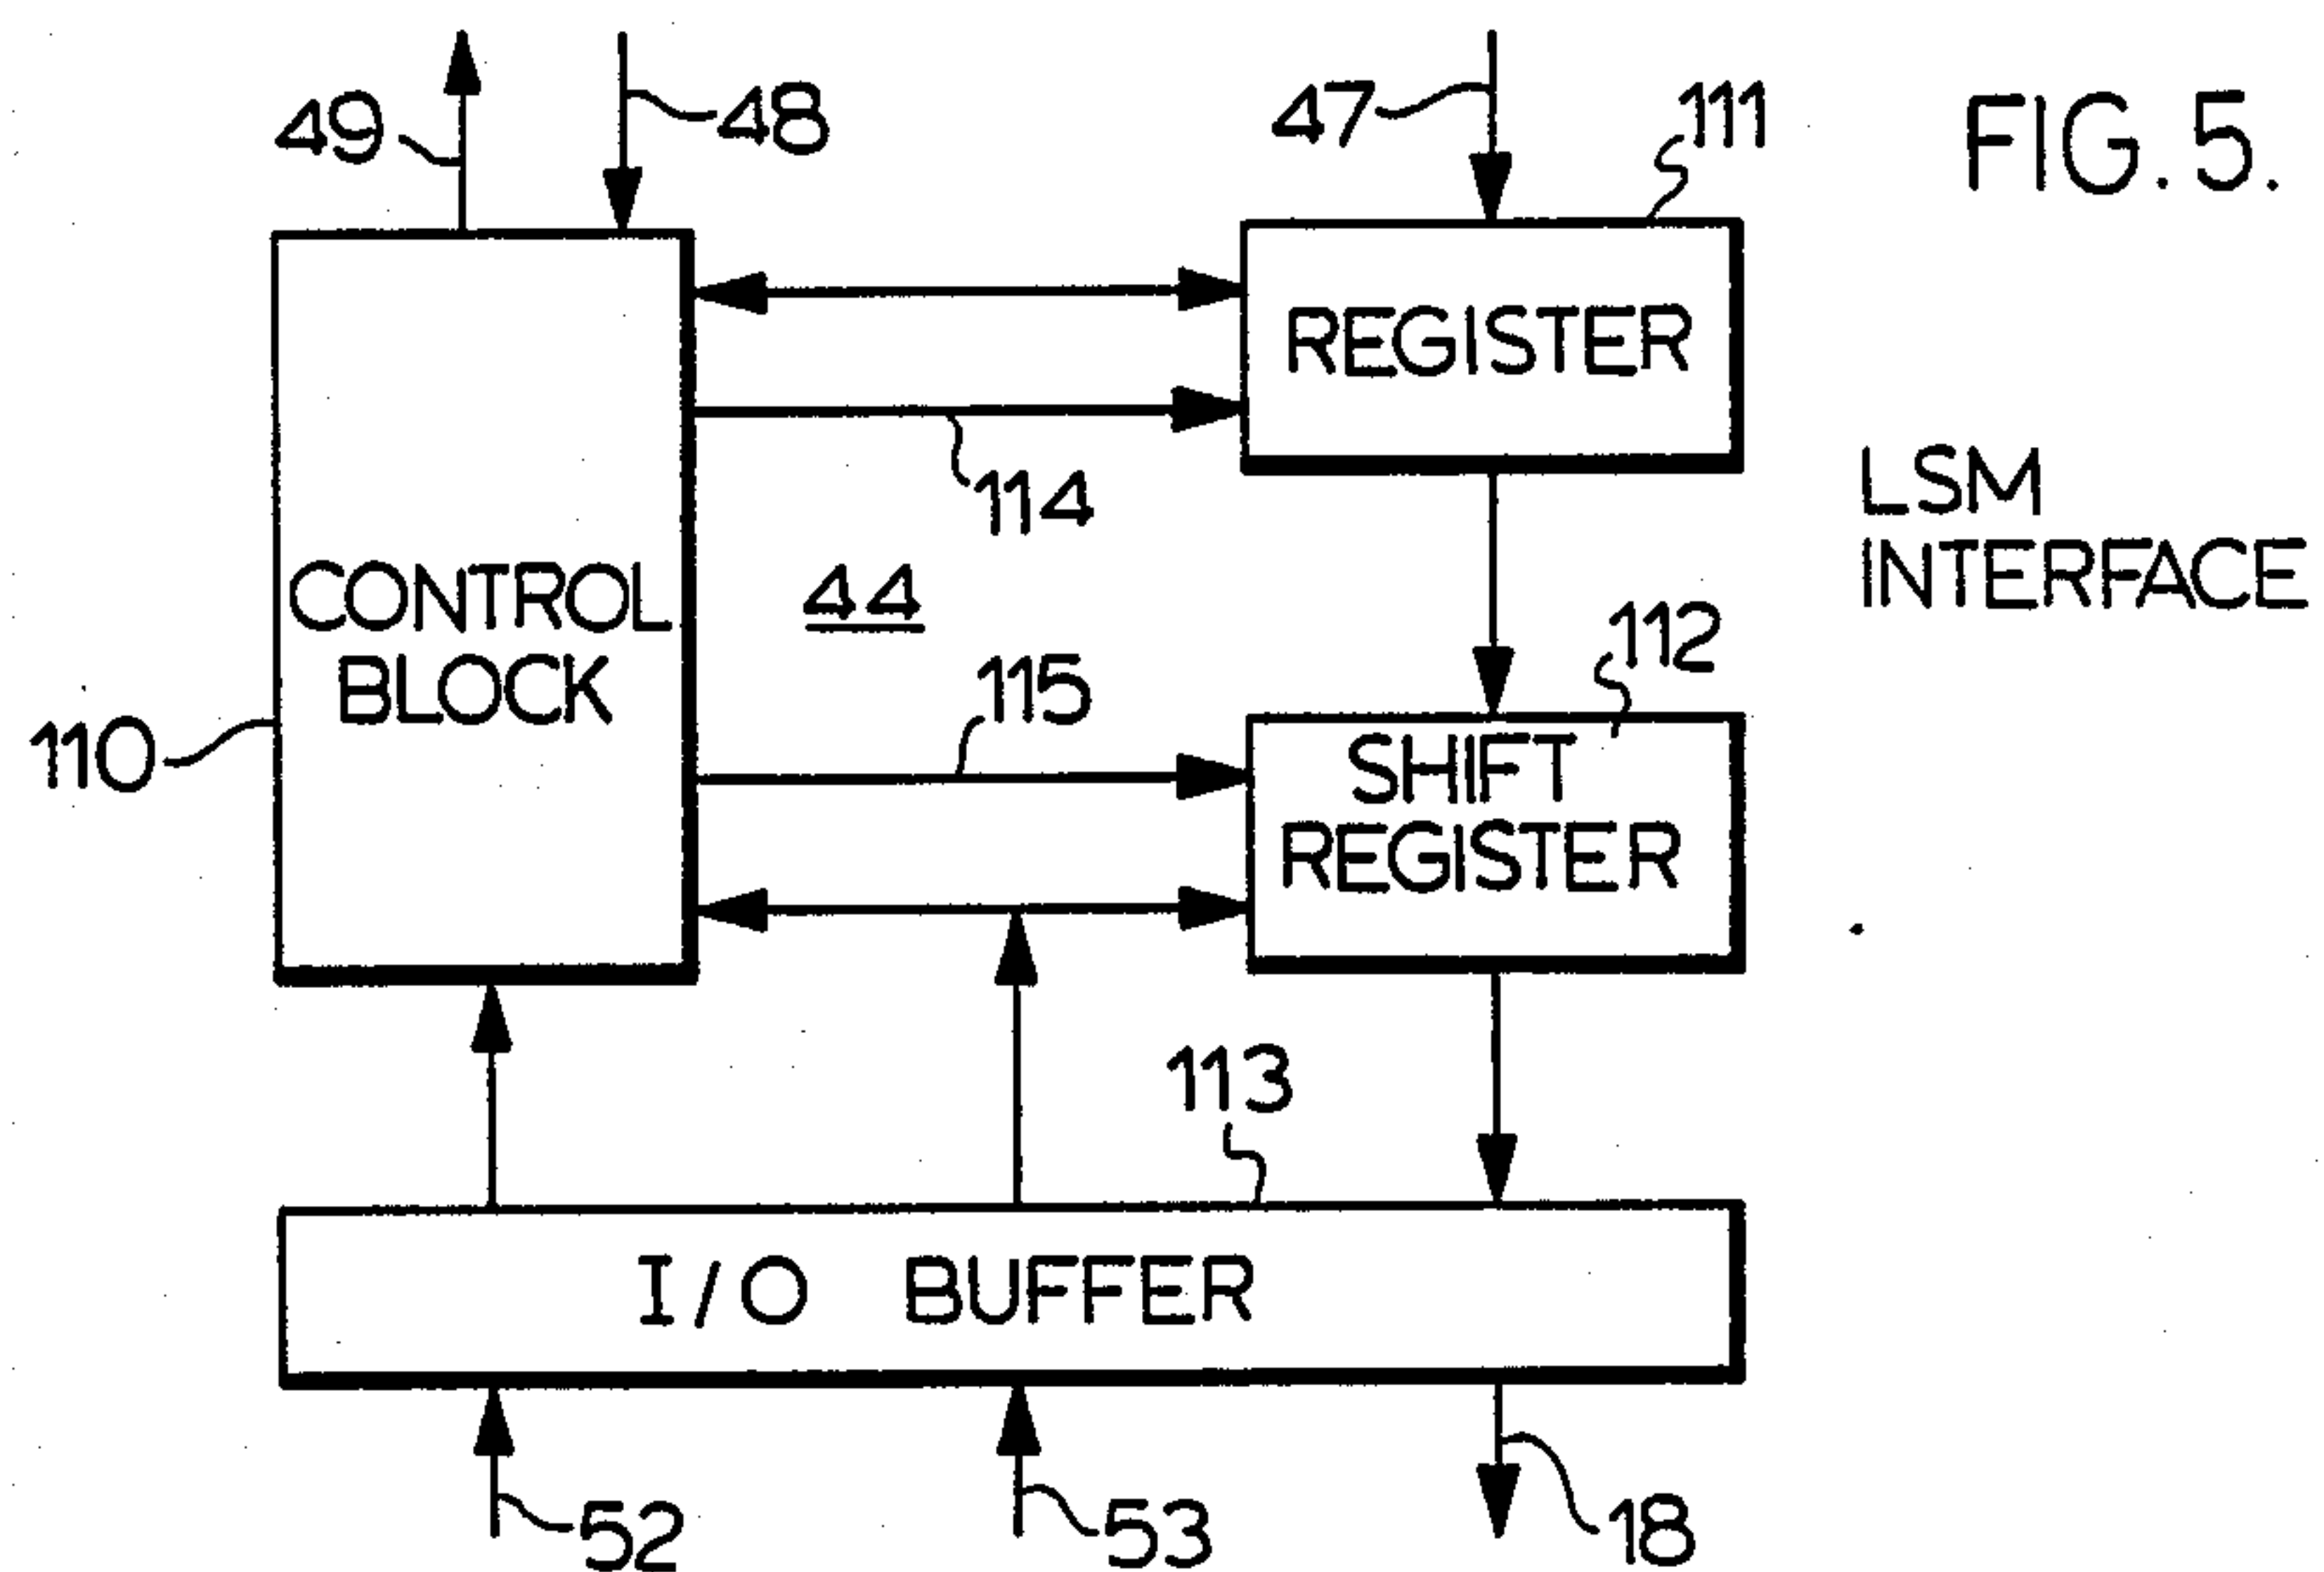 49
48
47
111
FIG. 5.
REGISTER
114
LSM
INTERFACE
CONTROL
BLOCK
44
112
115
110
SHIFT
REGISTER
113
I/O BUFFER
52
53
18